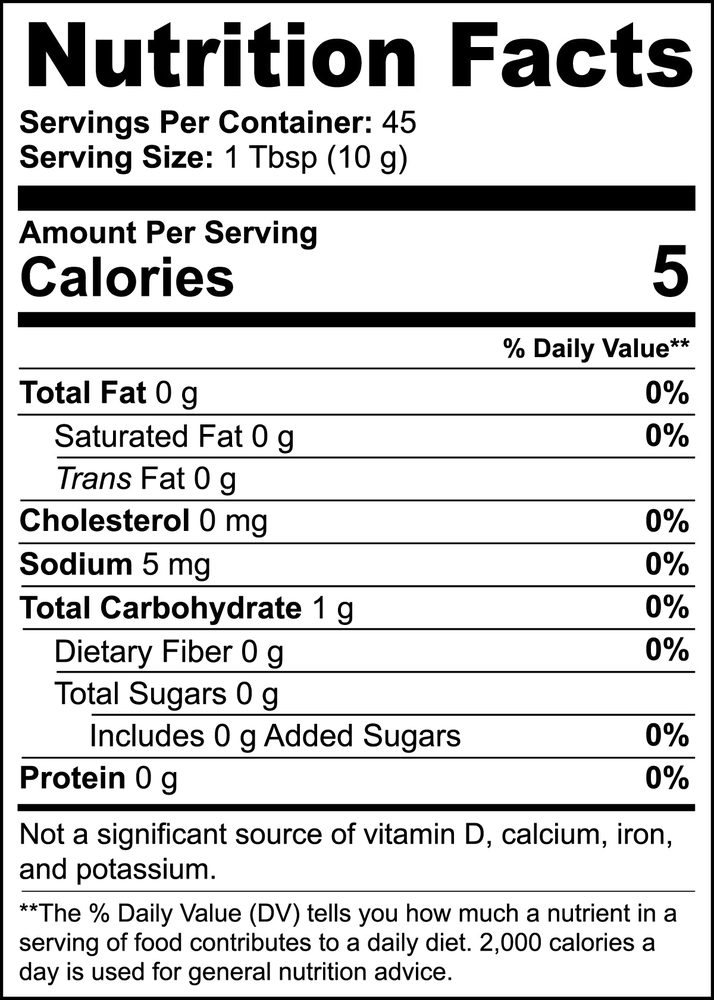 Nutrition Facts
Servings Per Container: 45
Serving Size: 1 Tbsp (10 g)
Amount Per Serving
Calories 5
% Daily Value**
Total Fat 0 g 0%
Saturated Fat 0 g 0%
Trans Fat 0 g
Cholesterol 0 mg 0%
Sodium 5 mg 0%
Total Carbohydrate 1 g 0%
Dietary Fiber 0 g 0%
Total Sugars 0 g
Includes 0 g Added Sugars 0%
Protein 0 g 0%
Not a significant source of vitamin D, calcium, iron,
and potassium.
**The % Daily Value (DV) tells you how much a nutrient in a
serving of food contributes to a daily diet. 2,000 calories a
day is used for general nutrition advice.